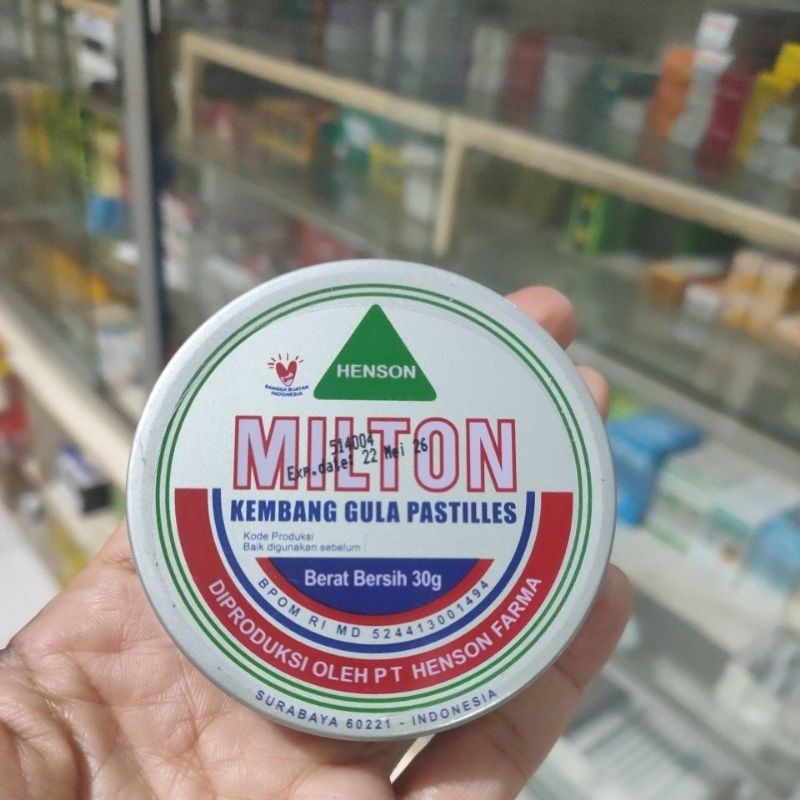 HENSON
BANGGA BUATAN
INDONESIA
MILTON
514004
Exp.date: 22 Mei 26
KEMBANG GULA PASTILLES
Kode Produksi :
Baik digunakan sebelum :
Berat Bersih 30g
BPOM RI MD 524413001494
DIPRODUKSI OLEH PT HENSON FARMA
SURABAYA 60221 - INDONESIA